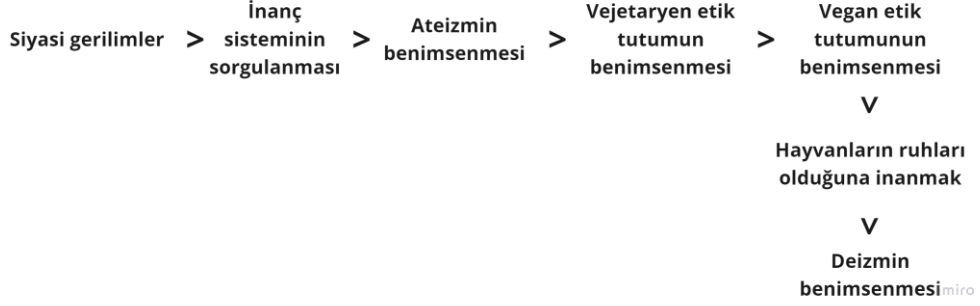 Siyasi gerilimler
>
İnanç
sisteminin
sorgulanması
>
Ateizmin
benimsenmesi
>
Vejetaryen etik
tutumun
benimsenmesi
>
Vegan etik
tutumunun
benimsenmesi
>
Hayvanların ruhları
olduğuna inanmak
>
Deizmin
benimsenmesi
miro